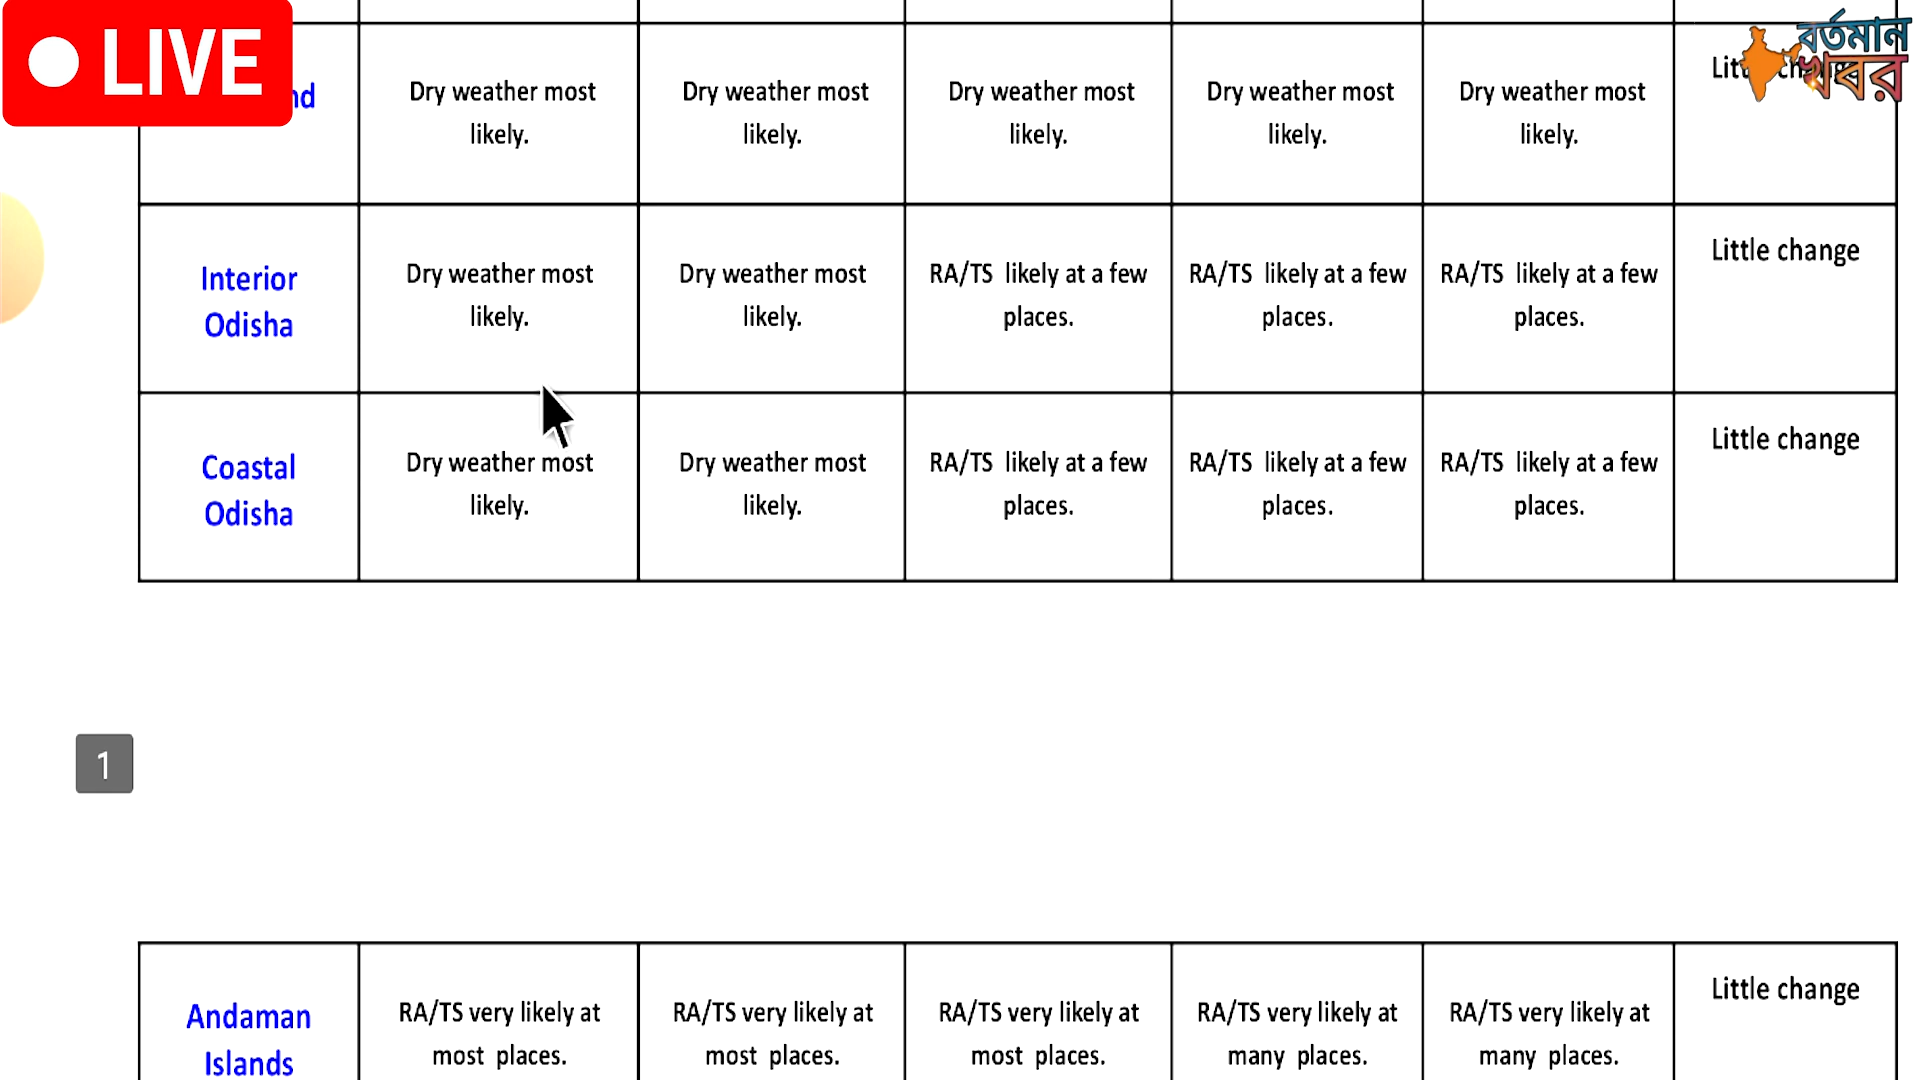 LIVE
বর্তমান
খবর
nd
Dry weather most
likely.
Dry weather most
likely.
Dry weather most
likely.
Dry weather most
likely.
Dry weather most
likely.
Interior
Odisha
Dry weather most
likely.
Dry weather most
likely.
RA/TS likely at a few
places.
RA/TS likely at a few
places.
RA/TS likely at a few
places.
Little change
Coastal
Odisha
Dry weather most
likely.
Dry weather most
likely.
RA/TS likely at a few
places.
RA/TS likely at a few
places.
RA/TS likely at a few
places.
Little change
1
Andaman
Islands
RA/TS very likely at
most places.
RA/TS very likely at
most places.
RA/TS very likely at
most places.
RA/TS very likely at
many places.
RA/TS very likely at
many places.
Little change